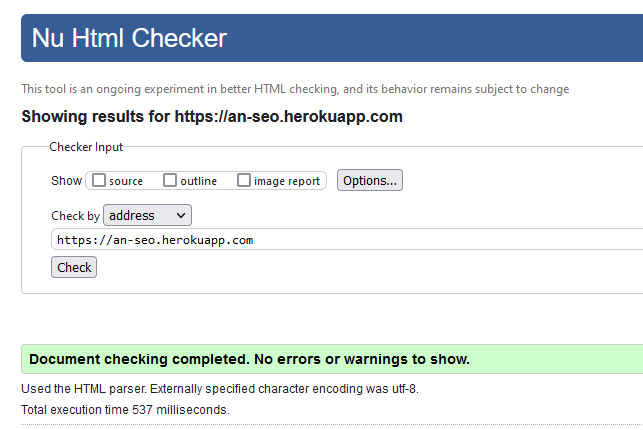 Nu Html Checker
This tool is an ongoing experiment in better HTML checking, and its behavior remains subject to change
Showing results for https://an-seo.herokuapp.com
Checker Input
Show source outline image report Options...
Check by address
https://an-seo.herokuapp.com
Check
Document checking completed. No errors or warnings to show.
Used the HTML parser. Externally specified character encoding was utf-8.
Total execution time 537 milliseconds.